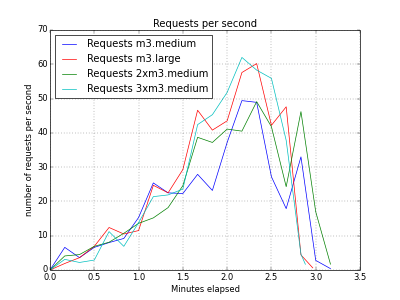 Requests per second
Requests m3.medium
Requests m3.large
Requests 2xm3.medium
Requests 3xm3.medium
number of requests per second
70
60
50
40
30
20
10
0
0.0 0.5 1.0 1.5 2.0 2.5 3.0 3.5
Minutes elapsed